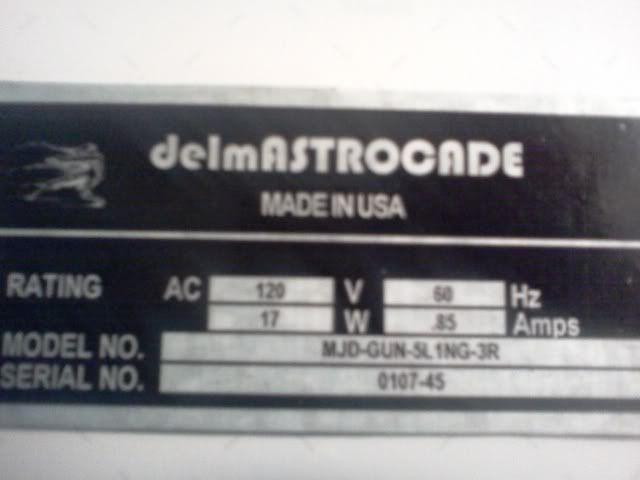 delmASTROCADE
MADE IN USA
RATING AC 120 V 60 Hz
17 W .85 Amps
MODEL NO. MJD-GUN-5L1NG-3R
SERIAL NO. 0107-45